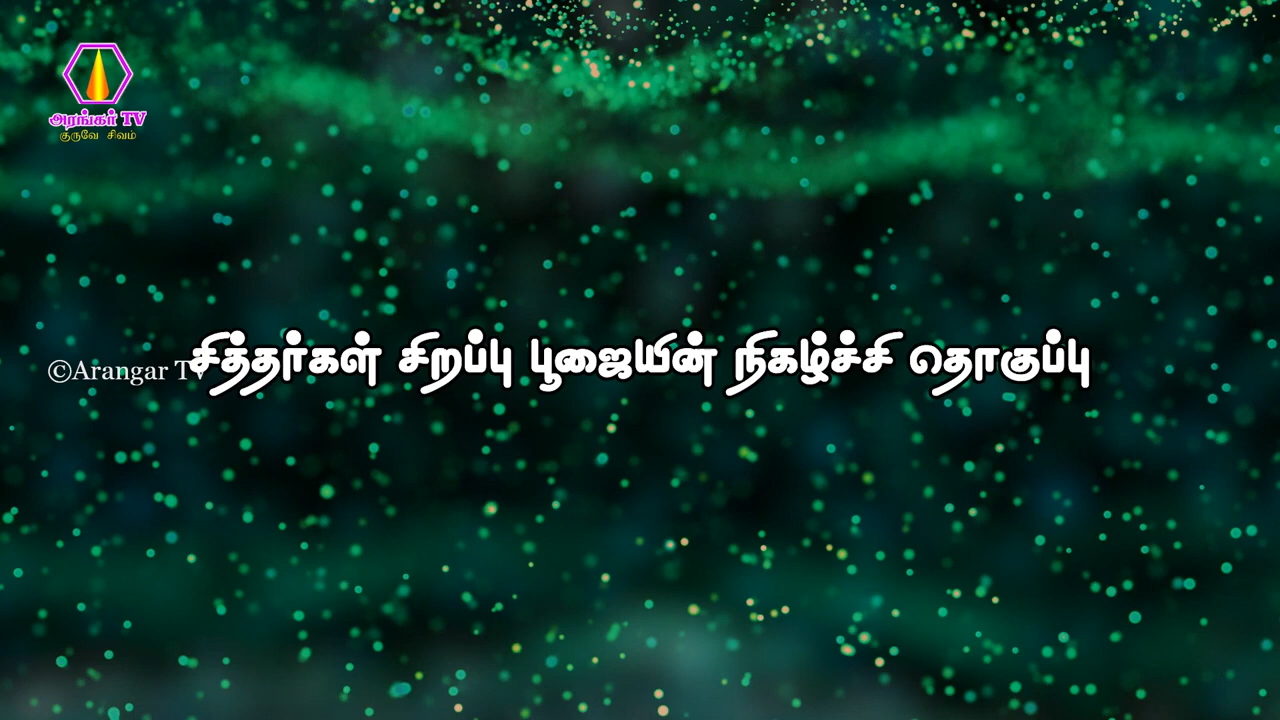 அரங்கர் TV
குருவே சிவம்
©Arangar TV
சித்தர்கள் சிறப்பு பூஜையின் நிகழ்ச்சி தொகுப்பு